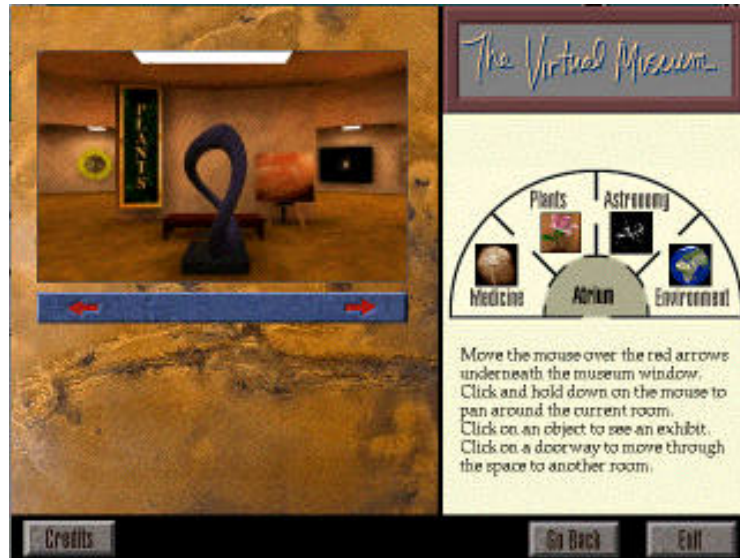 The Virtual Museum
PLANTS
Plants
Astronomy
Medicine
Atrium
Environment
Move the mouse over the red arrows
underneath the museum window.
Click and hold down on the mouse to
pan around the current room.
Click on an object to see an exhibit.
Click on a doorway to move through
the space to another room.
Credits
Go Back
Exit